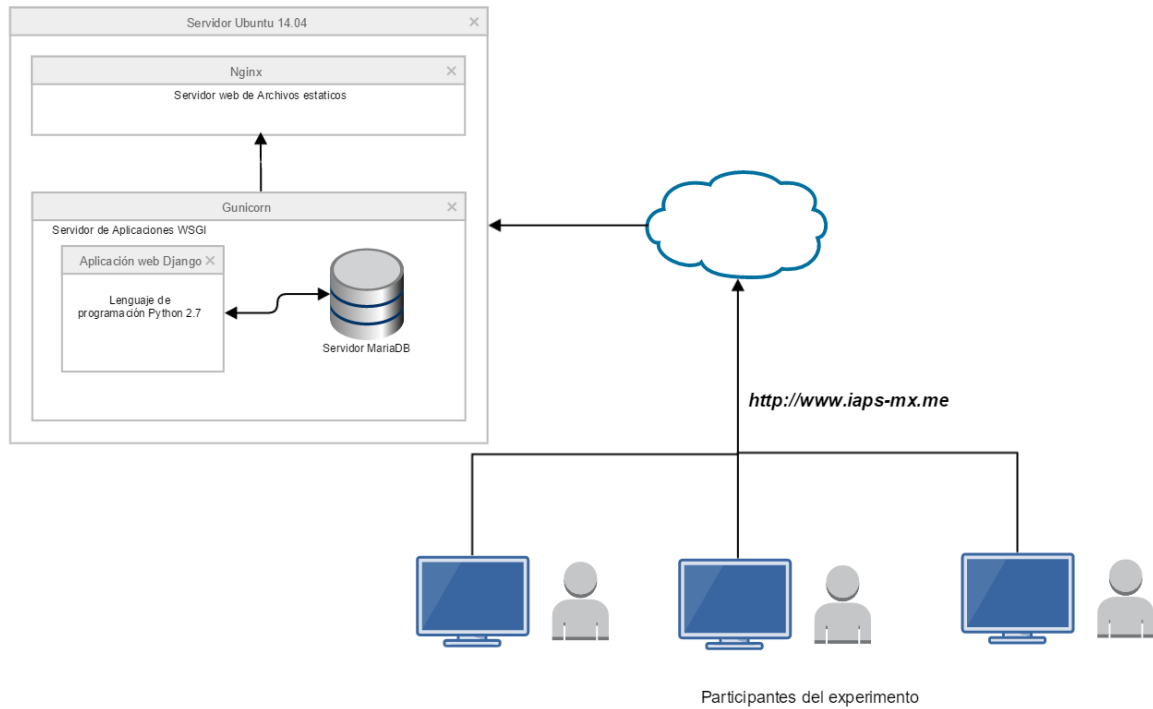 Servidor Ubuntu 14.04
Nginx
Servidor web de Archivos estaticos
Gunicorn
Servidor de Aplicaciones WSGI
Aplicación web Django
Lenguaje de
programación Python 2.7
Servidor MariaDB
http://www.iaps-mx.me
Participantes del experimento